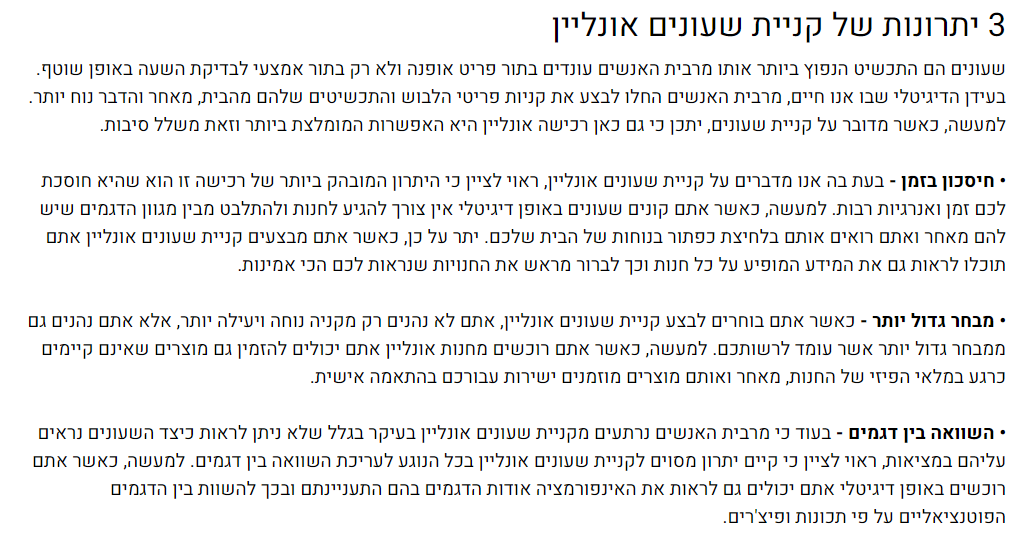 3 יתרונות של קניית שעונים אונליין
שעונים הם התכשיט הנפוץ ביותר אותו מרבית האנשים עונדים בתור פריט אופנה ולא רק בתור אמצעי לבדיקת השעה באופן שוטף.
בעידן הדיגיטלי שבו אנו חיים, מרבית האנשים החלו לבצע את קניות פריטי הלבוש והתכשיטים שלהם מהבית, מאחר והדבר נוח יותר.
למעשה, כאשר מדובר על קניית שעונים, יתכן כי גם כאן רכישה אונליין היא האפשרות המומלצת ביותר וזאת משלל סיבות.
• חיסכון בזמן - בעת בה אנו מדברים על קניית שעונים אונליין, ראוי לציין כי היתרון המובהק ביותר של רכישה זו הוא שהיא חוסכת
לכם זמן ואנרגיות רבות. למעשה, כאשר אתם קונים שעונים באופן דיגיטלי אין צורך להגיע לחנות ולהתלבט מבין מגוון הדגמים שיש
להם מאחר ואתם רואים אותם בלחיצת כפתור בנוחות של הבית שלכם. יתר על כן, כאשר אתם מבצעים קניית שעונים אונליין אתם
תוכלו לראות גם את המידע המופיע על כל חנות וכך לברור מראש את החנויות שנראות לכם הכי אמינות.
• מבחר גדול יותר - כאשר אתם בוחרים לבצע קניית שעונים אונליין, אתם לא נהנים רק מקניה נוחה ויעילה יותר, אלא אתם נהנים גם
ממבחר גדול יותר אשר עומד לרשותכם. למעשה, כאשר אתם רוכשים מחנות אונליין אתם יכולים להזמין גם מוצרים שאינם קיימים
כרגע במלאי הפיזי של החנות, מאחר ואותם מוצרים מוזמנים ישירות עבורכם בהתאמה אישית.
• השוואה בין דגמים - בעוד כי מרבית האנשים נרתעים מקניית שעונים אונליין בעיקר בגלל שלא ניתן לראות כיצד השעונים נראים
עליהם במציאות, ראוי לציין כי קיים יתרון מסוים לקניית שעונים אונליין בכל הנוגע לעריכת השוואה בין דגמים. למעשה, כאשר אתם
רוכשים באופן דיגיטלי אתם יכולים גם לראות את האינפורמציה אודות הדגמים בהם התעניינתם ובכך להשוות בין הדגמים
הפוטנציאליים על פי תכונות ופיצ'רים.